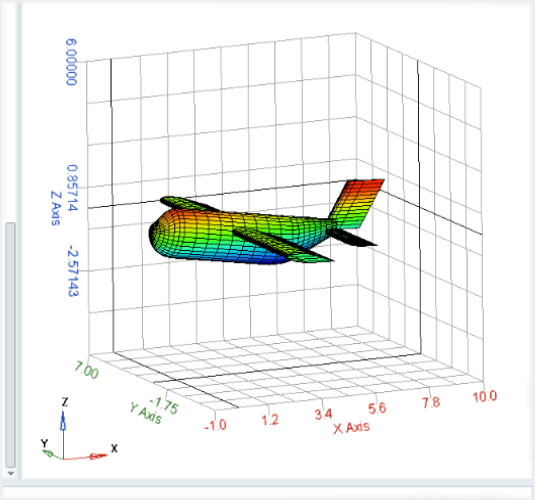 6.00000
0.85714
Z Axis
-2.57143
7.00
-1.75
Y Axis
-1.0
1.2
3.4
5.6
7.8
10.0
X Axis
Z
Y
X